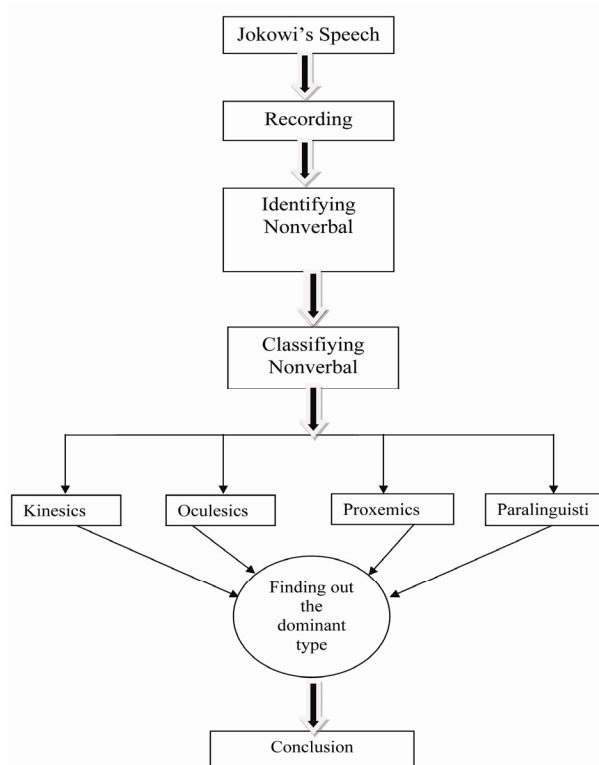 Jokowi's Speech
Recording
Identifying
Nonverbal
Classifiying
Nonverbal
Kinesics
Oculesics
Proxemics
Paralinguisti
Finding out
the
dominant
type
Conclusion